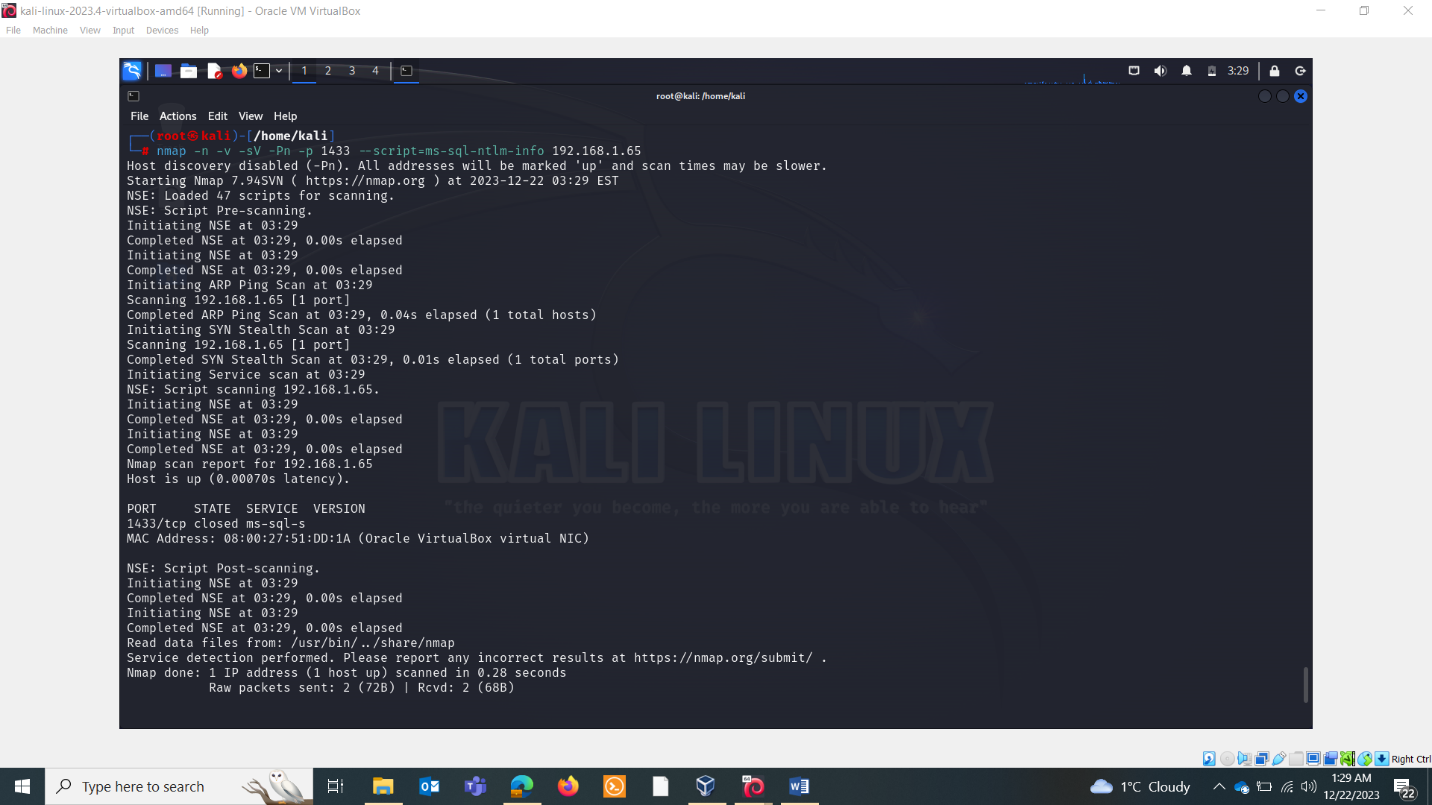 kali-linux-2023.4-virtualbox-amd64 [Running] - Oracle VM VirtualBox
File Machine View Input Devices Help
1 2 3 4
3:29
root@kali: /home/kali
File Actions Edit View Help
┌──(root㉿kali)-[/home/kali]
└─# nmap -n -v -sV -Pn -p 1433 --script=ms-sql-ntlm-info 192.168.1.65
Host discovery disabled (-Pn). All addresses will be marked 'up' and scan times may be slower.
Starting Nmap 7.94SVN ( https://nmap.org ) at 2023-12-22 03:29 EST
NSE: Loaded 47 scripts for scanning.
NSE: Script Pre-scanning.
Initiating NSE at 03:29
Completed NSE at 03:29, 0.00s elapsed
Initiating NSE at 03:29
Completed NSE at 03:29, 0.00s elapsed
Initiating ARP Ping Scan at 03:29
Scanning 192.168.1.65 [1 port]
Completed ARP Ping Scan at 03:29, 0.04s elapsed (1 total hosts)
Initiating SYN Stealth Scan at 03:29
Scanning 192.168.1.65 [1 port]
Completed SYN Stealth Scan at 03:29, 0.01s elapsed (1 total ports)
Initiating Service scan at 03:29
NSE: Script scanning 192.168.1.65.
Initiating NSE at 03:29
Completed NSE at 03:29, 0.00s elapsed
Initiating NSE at 03:29
Completed NSE at 03:29, 0.00s elapsed
Nmap scan report for 192.168.1.65
Host is up (0.00070s latency).
KALI LINUX
"the quieter you become, the more you are able to hear"
PORT     STATE  SERVICE  VERSION
1433/tcp closed ms-sql-s
MAC Address: 08:00:27:51:DD:1A (Oracle VirtualBox virtual NIC)
NSE: Script Post-scanning.
Initiating NSE at 03:29
Completed NSE at 03:29, 0.00s elapsed
Initiating NSE at 03:29
Completed NSE at 03:29, 0.00s elapsed
Read data files from: /usr/bin/../share/nmap
Service detection performed. Please report any incorrect results at https://nmap.org/submit/ .
Nmap done: 1 IP address (1 host up) scanned in 0.28 seconds
Raw packets sent: 2 (72B) | Rcvd: 2 (68B)
Right Ctrl
Type here to search
1°C Cloudy
1:29 AM
12/22/2023
22